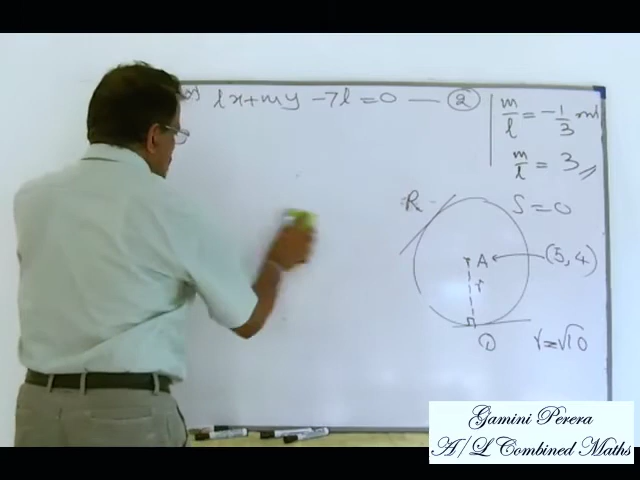 lx+my -7l = 0 — ②
m/l = -1/3
m/l = 3
R
S = 0
A
(5, 4)
r
r = √10
Gamini Perera
A/L Combined Maths